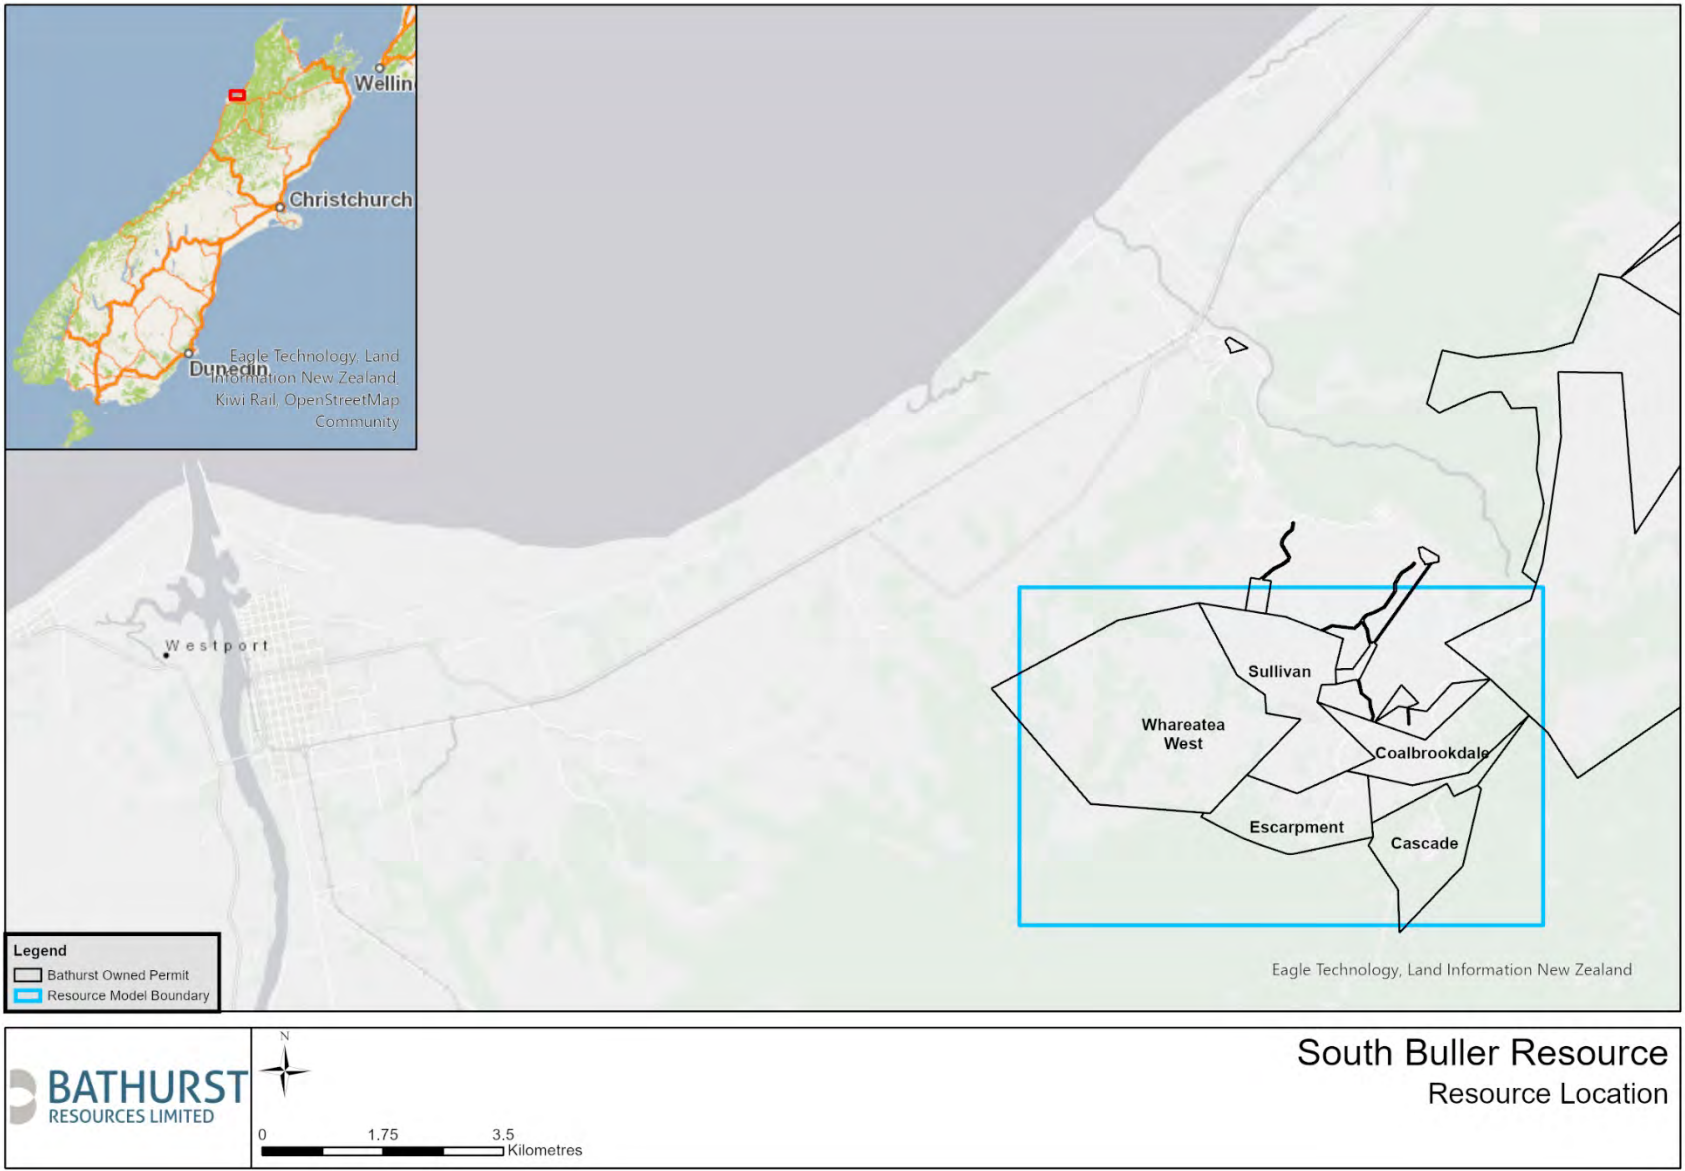 Wellin
Christchurch
Dunedin
Eagle Technology, Land
Information New Zealand,
Kiwi Rail, OpenStreetMap
Community
Westport
Sullivan
Whareatea
West
Coalbrookdale
Escarpment
Cascade
Legend
Bathurst Owned Permit
Resource Model Boundary
Eagle Technology, Land Information New Zealand
BATHURST
RESOURCES LIMITED
N
0 1.75 3.5
Kilometres
South Buller Resource
Resource Location